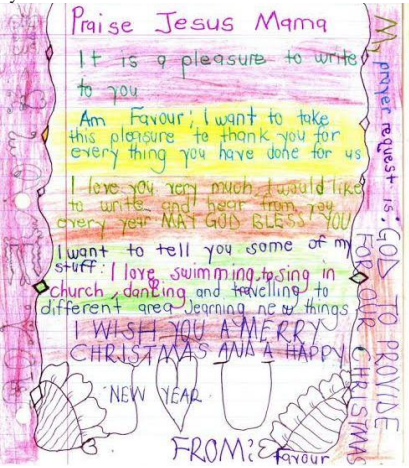 Praise Jesus Mama
It is a pleasure to write
to you
Am Favour; I want to take
this pleasure to thank you for
every thing you have done for us
I love you very much. I would like
to write and hear from you
every year MAY GOD BLESS YOU
I want to tell you some of my
stuff: I love swimming, to sing in
church, dancing and travelling to
different area learning new things
I WISH YOU A MERRY
CHRISTMAS AND A HAPPY
NEW YEAR
FROM: favour
My prayer request is: GOD TO PROVIDE
FOR OUR CHRISTMAS